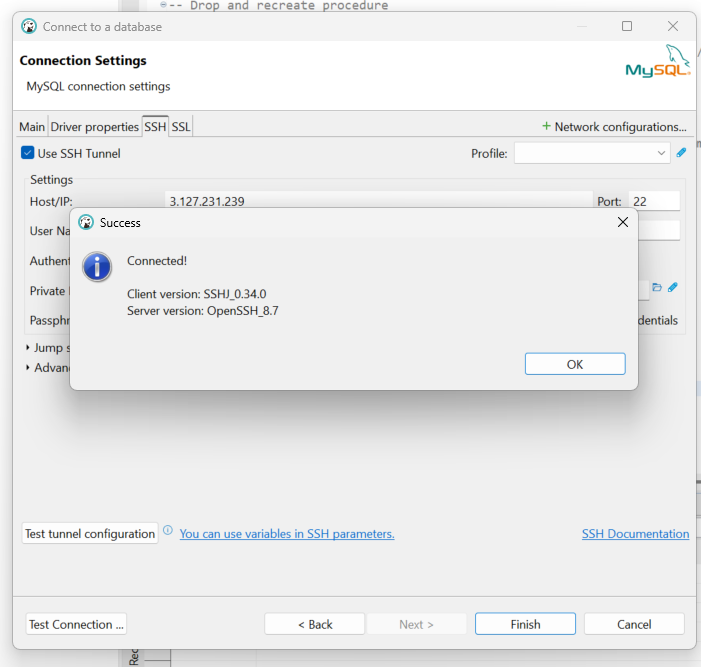 -- Drop and recreate procedure
Connect to a database
Connection Settings
MySQL connection settings
MySQL
Main Driver properties SSH SSL + Network configurations...
Use SSH Tunnel Profile:
Settings
Host/IP: 3.127.231.239 Port: 22
User Na
Authent
Private
Passphr dentials
Jump s
Advan
Success
Connected!
Client version: SSHJ_0.34.0
Server version: OpenSSH_8.7
OK
Test tunnel configuration You can use variables in SSH parameters. SSH Documentation
Test Connection ... < Back Next > Finish Cancel
Rec